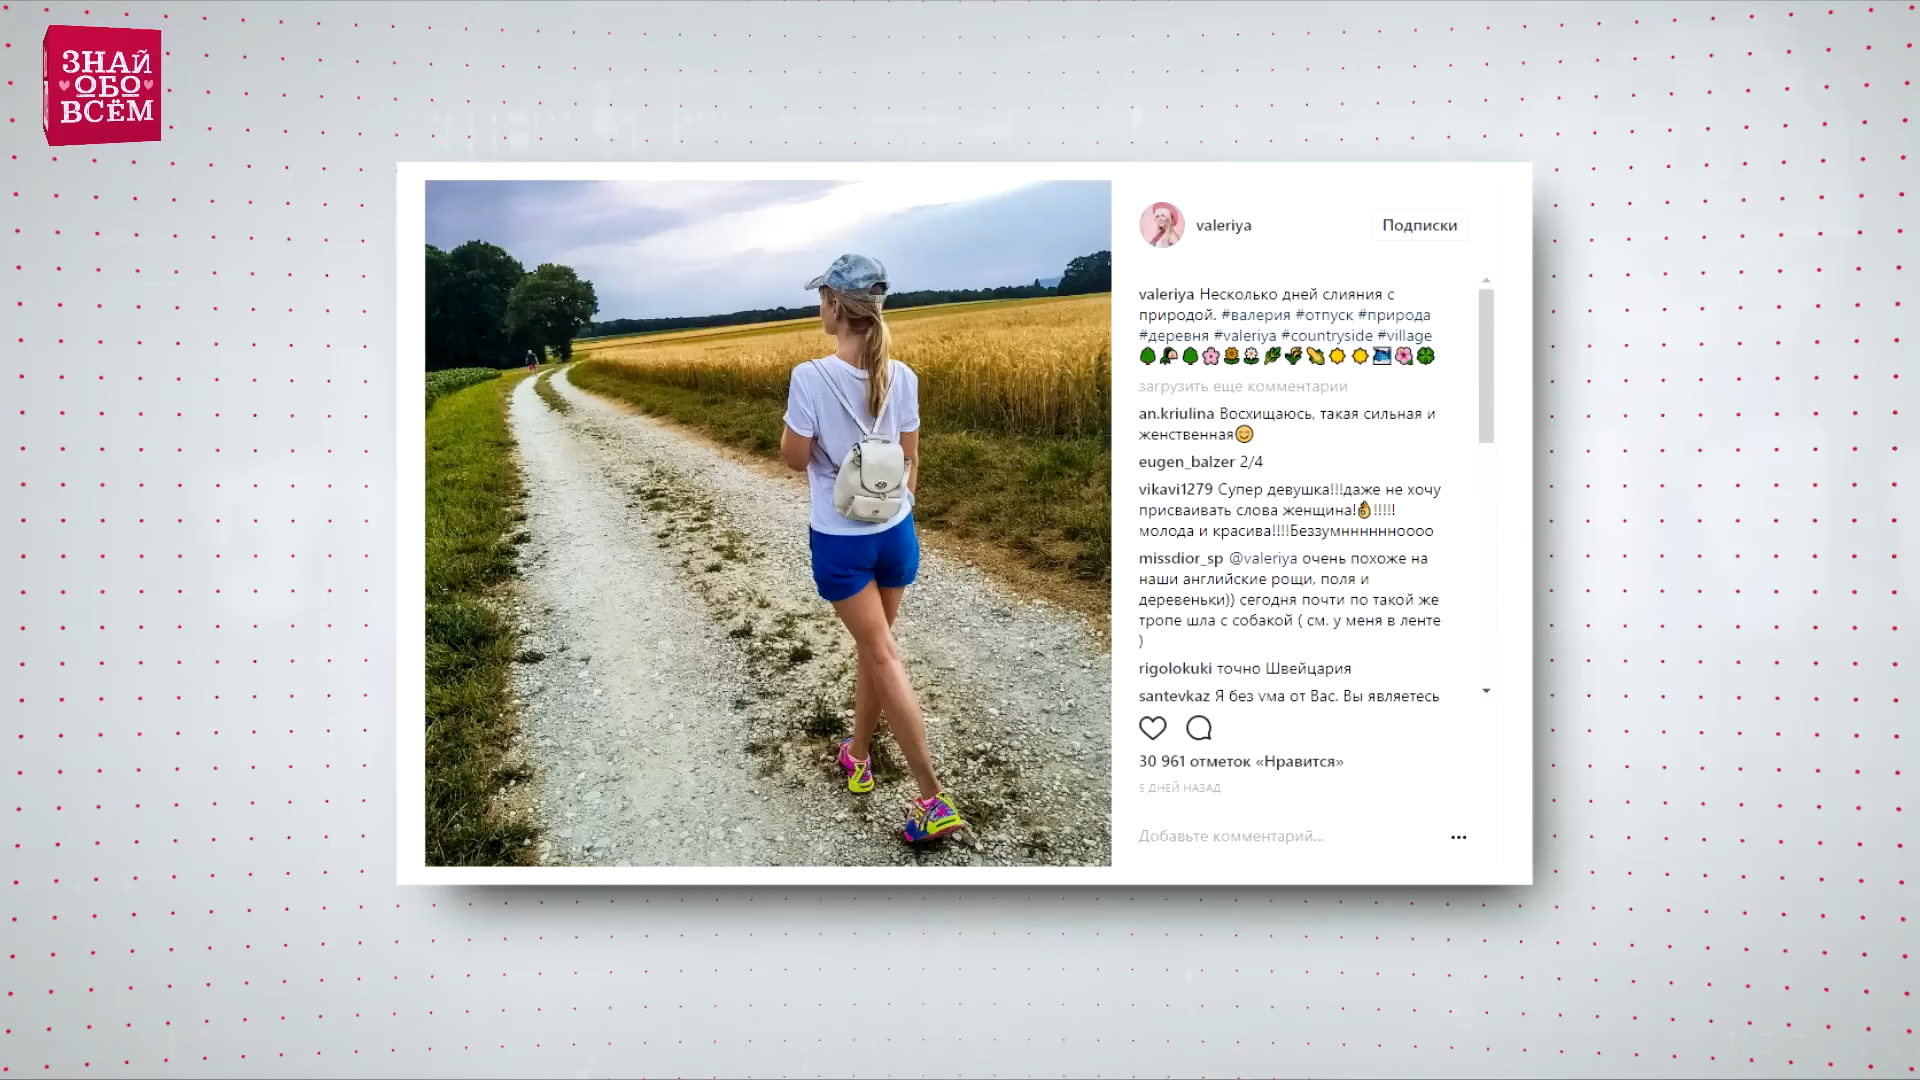 ЗНАЙ
ОБО
ВСЁМ
valeriya
Подписки
valeriya Несколько дней слияния с
природой. #валерия #отпуск #природа
#деревня #valeriya #countryside #village
загрузить еще комментарии
an.kriulina Восхищаюсь, такая сильная и
женственная😊
eugen_balzer 2/4
vikavi1279 Супер девушка!!!даже не хочу
присваивать слова женщина!👌!!!!!
молода и красива!!!!Беззумннннннноооо
missdior_sp @valeriya очень похоже на
наши английские рощи, поля и
деревеньки)) сегодня почти по такой же
тропе шла с собакой ( см. у меня в ленте
)
rigolokuki точно Швейцария
santevkaz Я без ума от Вас. Вы являетесь
30 961 отметок «Нравится»
5 ДНЕЙ НАЗАД
Добавьте комментарий...